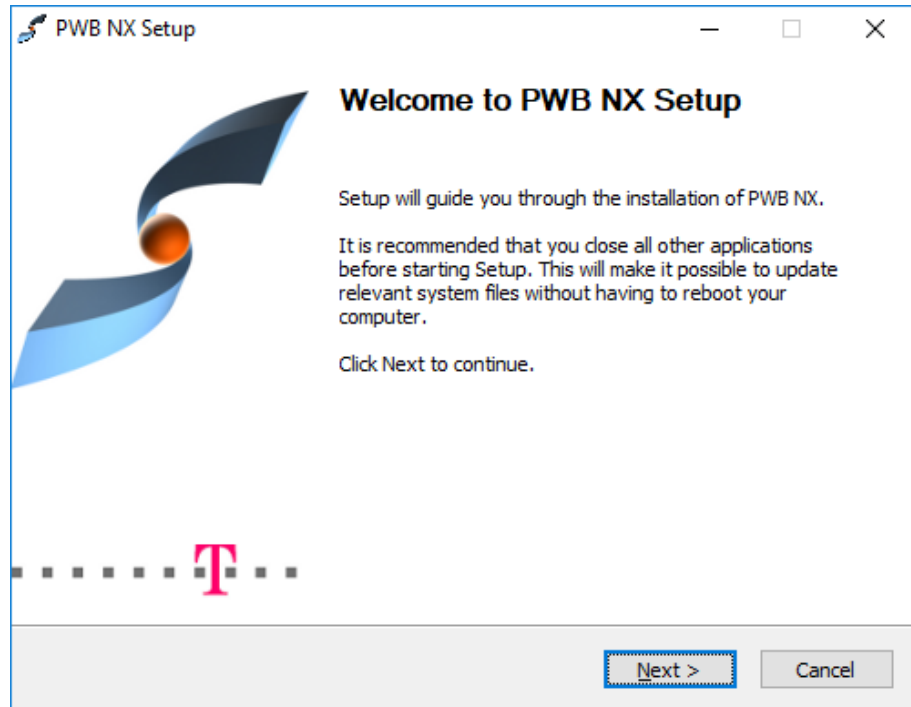 PWB NX Setup
Welcome to PWB NX Setup
Setup will guide you through the installation of PWB NX.
It is recommended that you close all other applications
before starting Setup. This will make it possible to update
relevant system files without having to reboot your
computer.
Click Next to continue.
T
Next >
Cancel